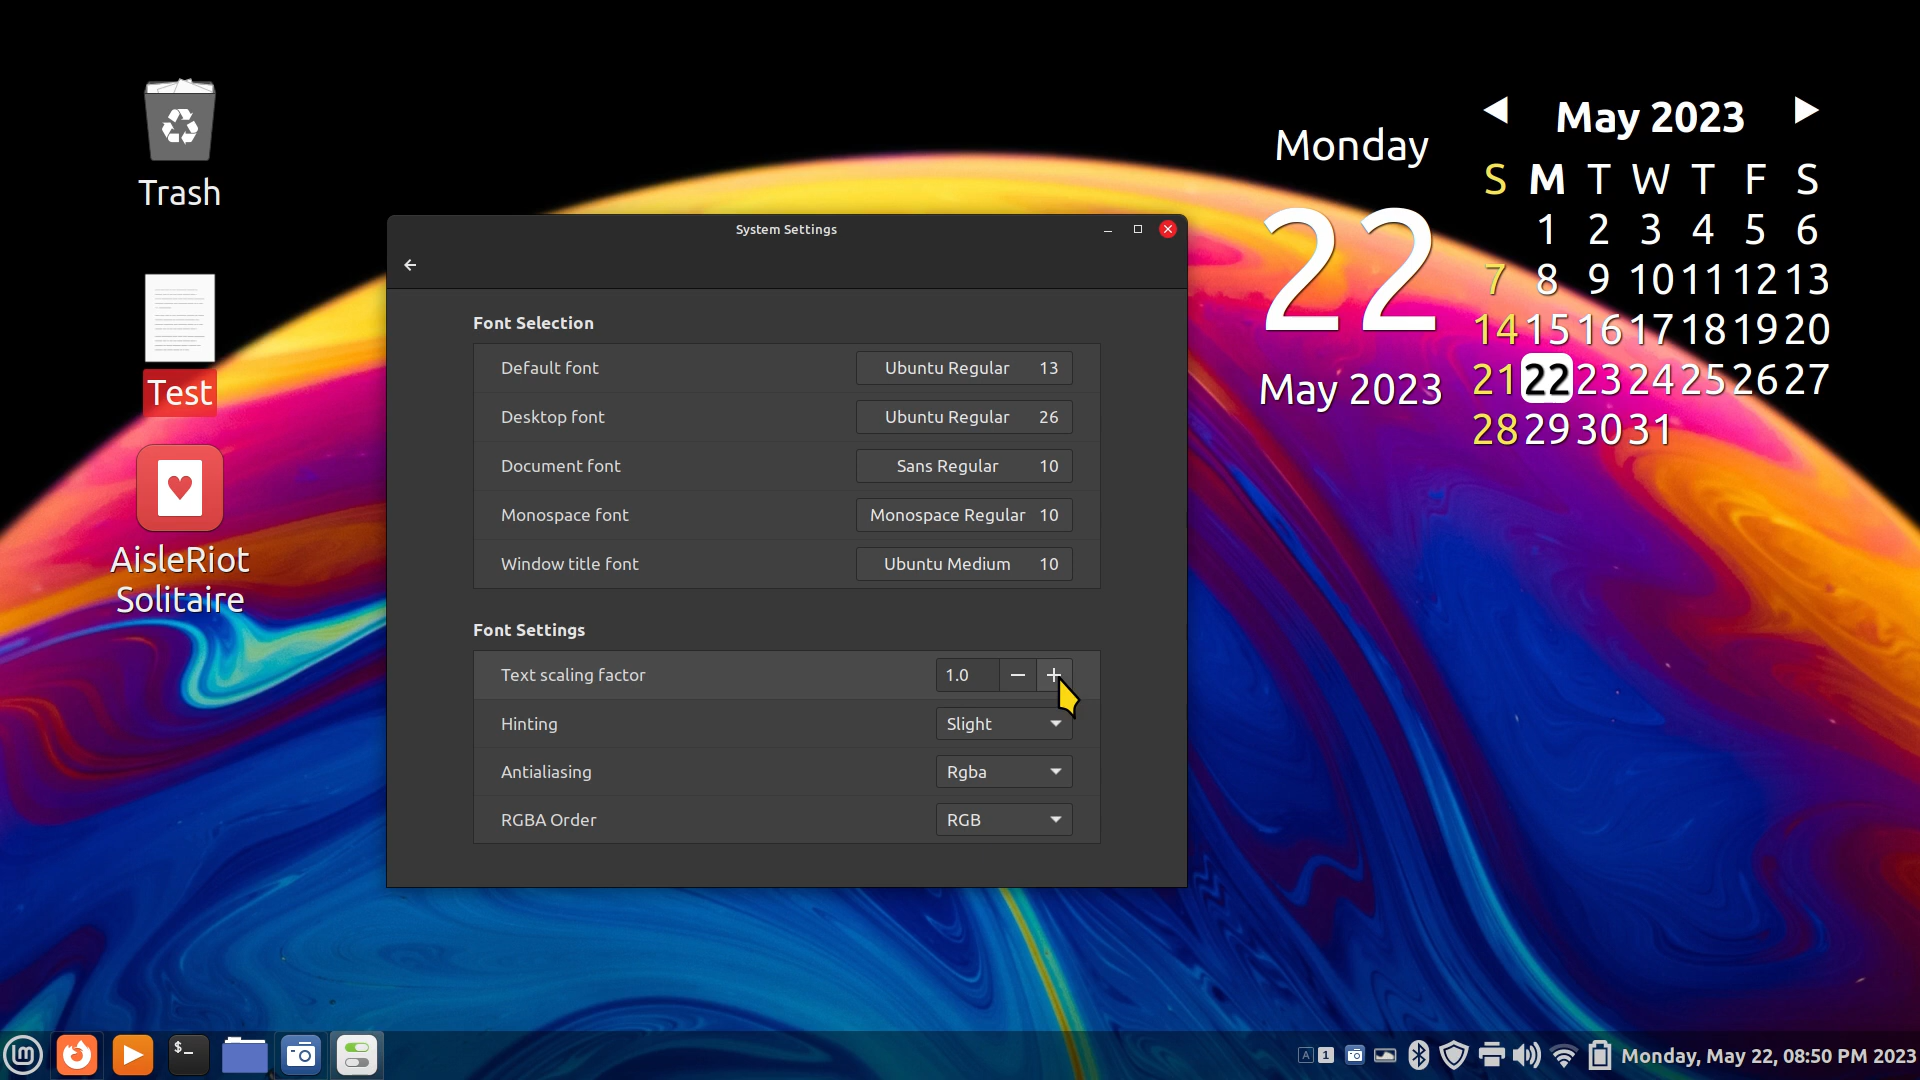 Trash
Test
AisleRiot
Solitaire
System Settings
Font Selection
Default font Ubuntu Regular 13
Desktop font Ubuntu Regular 26
Document font Sans Regular 10
Monospace font Monospace Regular 10
Window title font Ubuntu Medium 10
Font Settings
Text scaling factor 1.0
Hinting Slight
Antialiasing Rgba
RGBA Order RGB
Monday
22
May 2023
May 2023
S M T W T F S
1 2 3 4 5 6
7 8 9 10 11 12 13
14 15 16 17 18 19 20
21 22 23 24 25 26 27
28 29 30 31
$_
A 1
Monday, May 22, 08:50 PM 2023